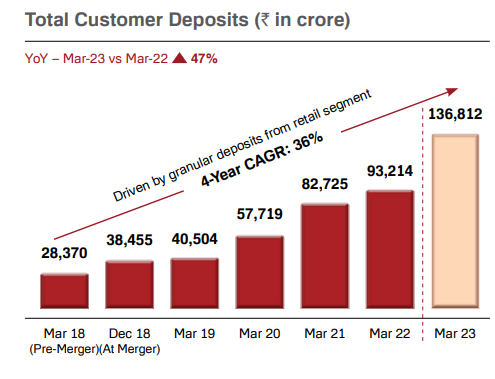 Total Customer Deposits (₹ in crore)
YoY – Mar-23 vs Mar-22 ▲ 47%
Driven by granular deposits from retail segment
4-Year CAGR: 36%
28,370
38,455
40,504
57,719
82,725
93,214
136,812
Mar 18 Dec 18 Mar 19 Mar 20 Mar 21 Mar 22 Mar 23
(Pre-Merger)(At Merger)